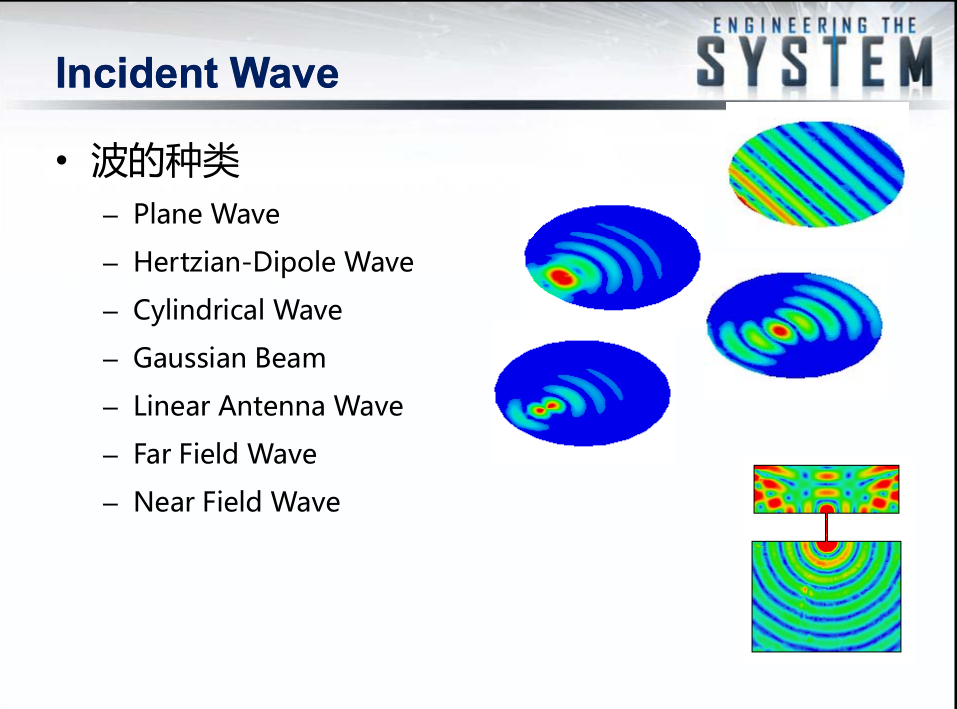 ENGINEERING THE
SYSTEM
Incident Wave
• 波的种类
– Plane Wave
– Hertzian-Dipole Wave
– Cylindrical Wave
– Gaussian Beam
– Linear Antenna Wave
– Far Field Wave
– Near Field Wave